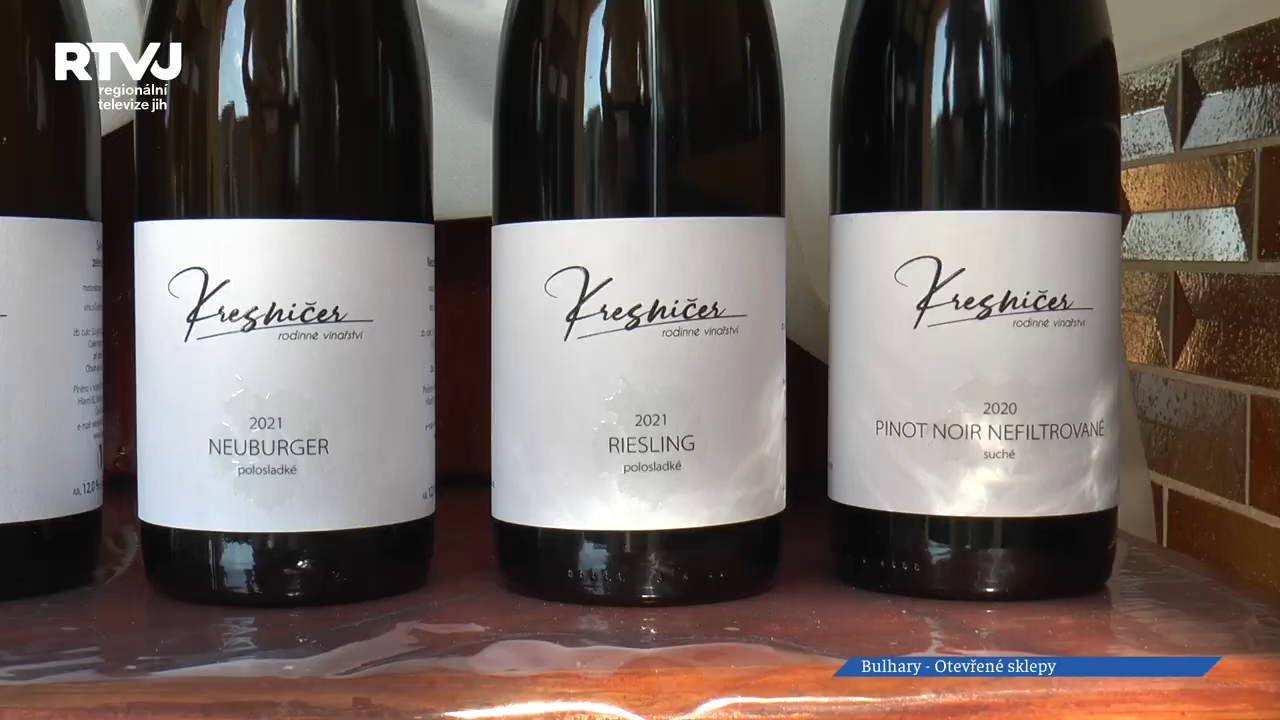 RTVJ
regionální
televize jih
Kresničer
rodinné vinařství
2021
NEUBURGER
polosladké
Kresničer
rodinné vinařství
2021
RIESLING
polosladké
Kresničer
rodinné vinařství
2020
PINOT NOIR NEFILTROVANÉ
suché
Bulhary - Otevřené sklepy